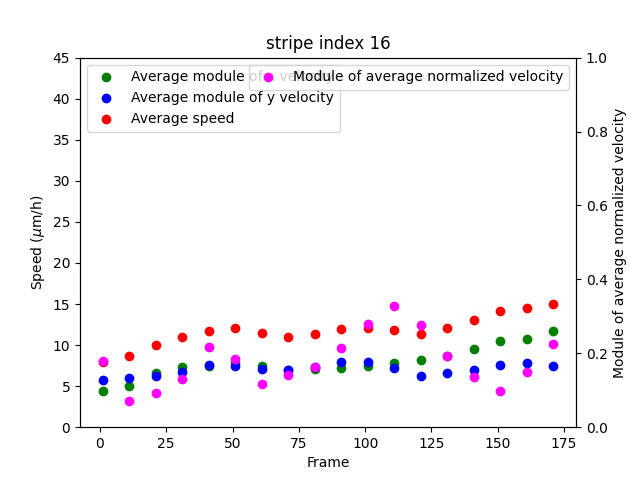 stripe index 16
Average module of x velocity
Average module of y velocity
Average speed
Module of average normalized velocity
Speed (μm/h)
45
40
35
30
25
20
15
10
5
0
1.0
0.8
0.6
0.4
0.2
0.0
Module of average normalized velocity
0 25 50 75 100 125 150 175
Frame